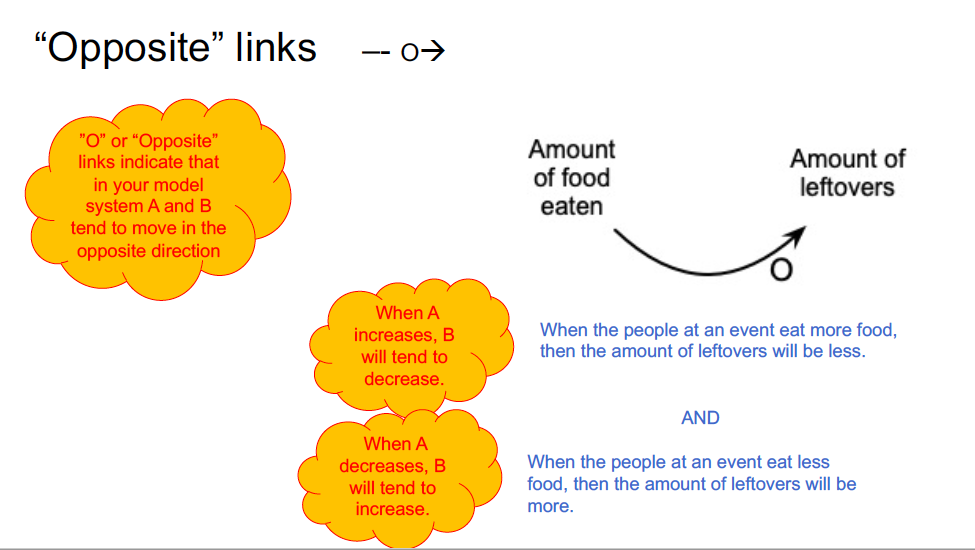 “Opposite” links –- o→
”O” or “Opposite”
links indicate that
in your model
system A and B
tend to move in the
opposite direction
Amount
of food
eaten
Amount of
leftovers
O
When A
increases, B
will tend to
decrease.
When the people at an event eat more food,
then the amount of leftovers will be less.
AND
When A
decreases, B
will tend to
increase.
When the people at an event eat less
food, then the amount of leftovers will be
more.